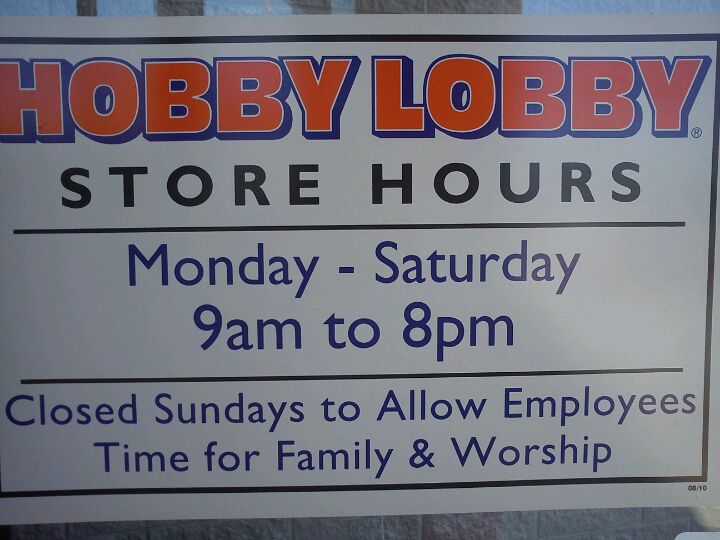 HOBBY LOBBY®
STORE HOURS
Monday - Saturday
9am to 8pm
Closed Sundays to Allow Employees
Time for Family & Worship
08/10